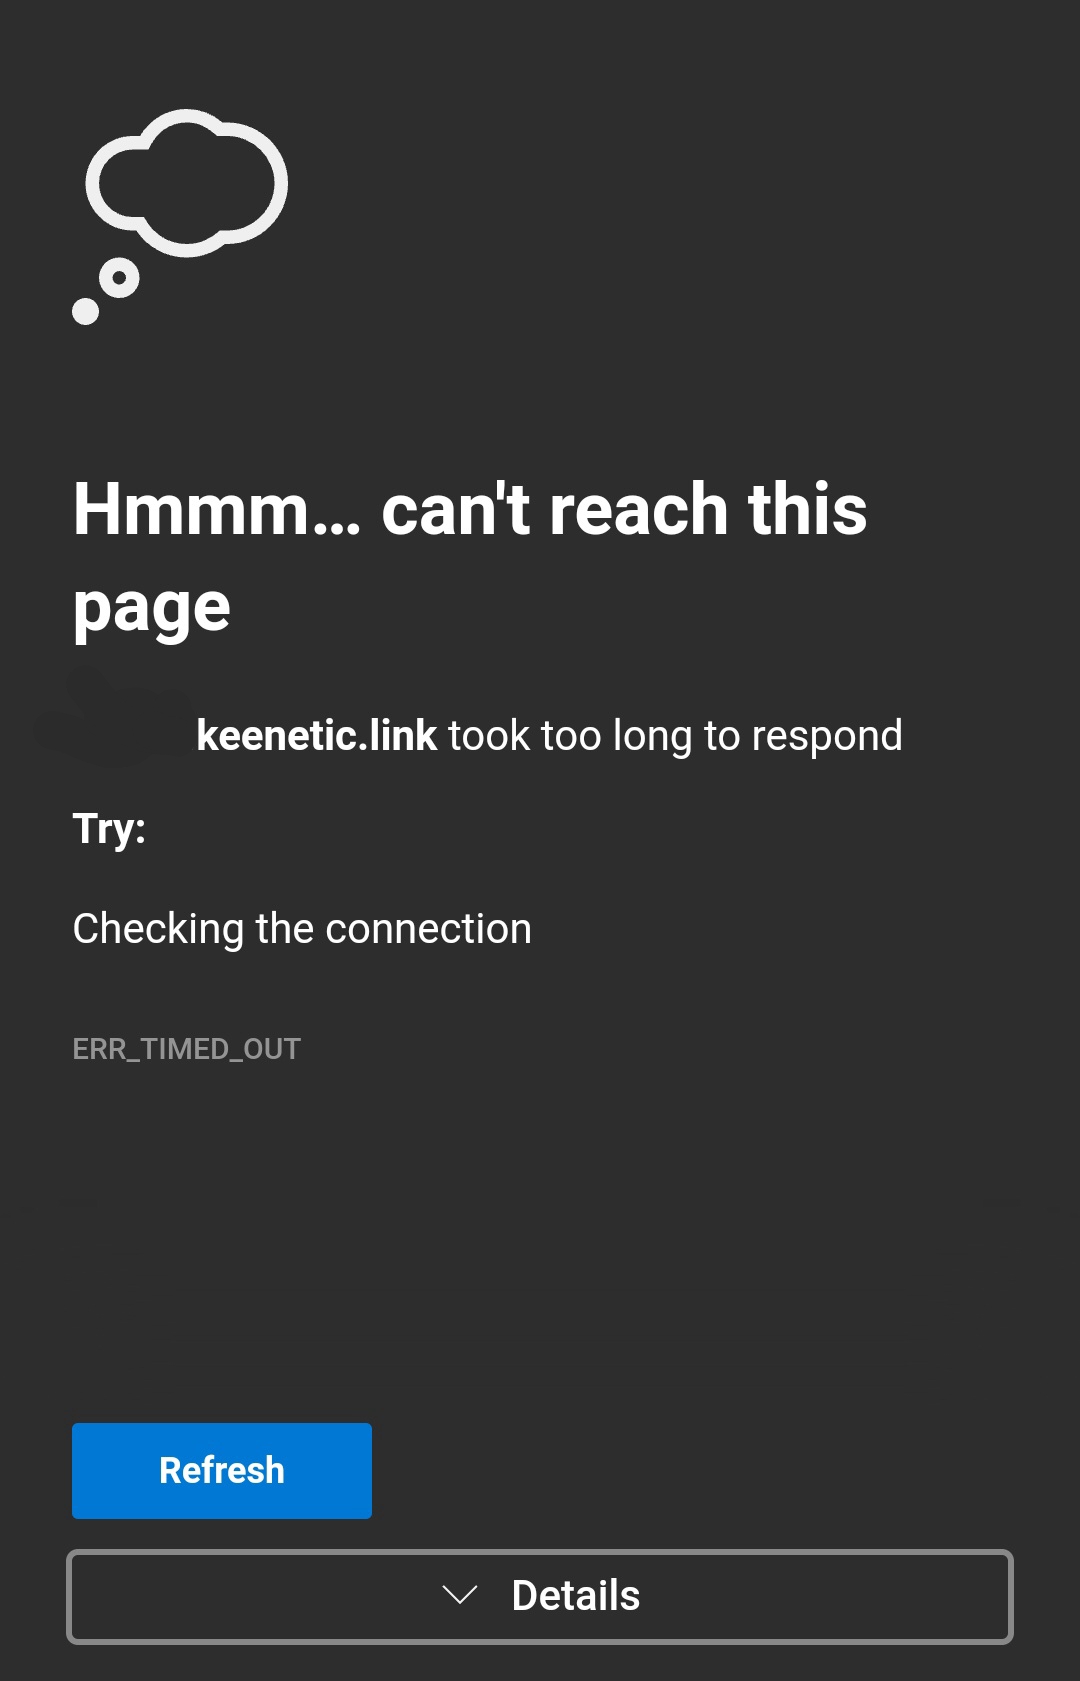 Hmmm... can't reach this
page
keenetic.link took too long to respond
Try:
Checking the connection
ERR_TIMED_OUT
Refresh
Details